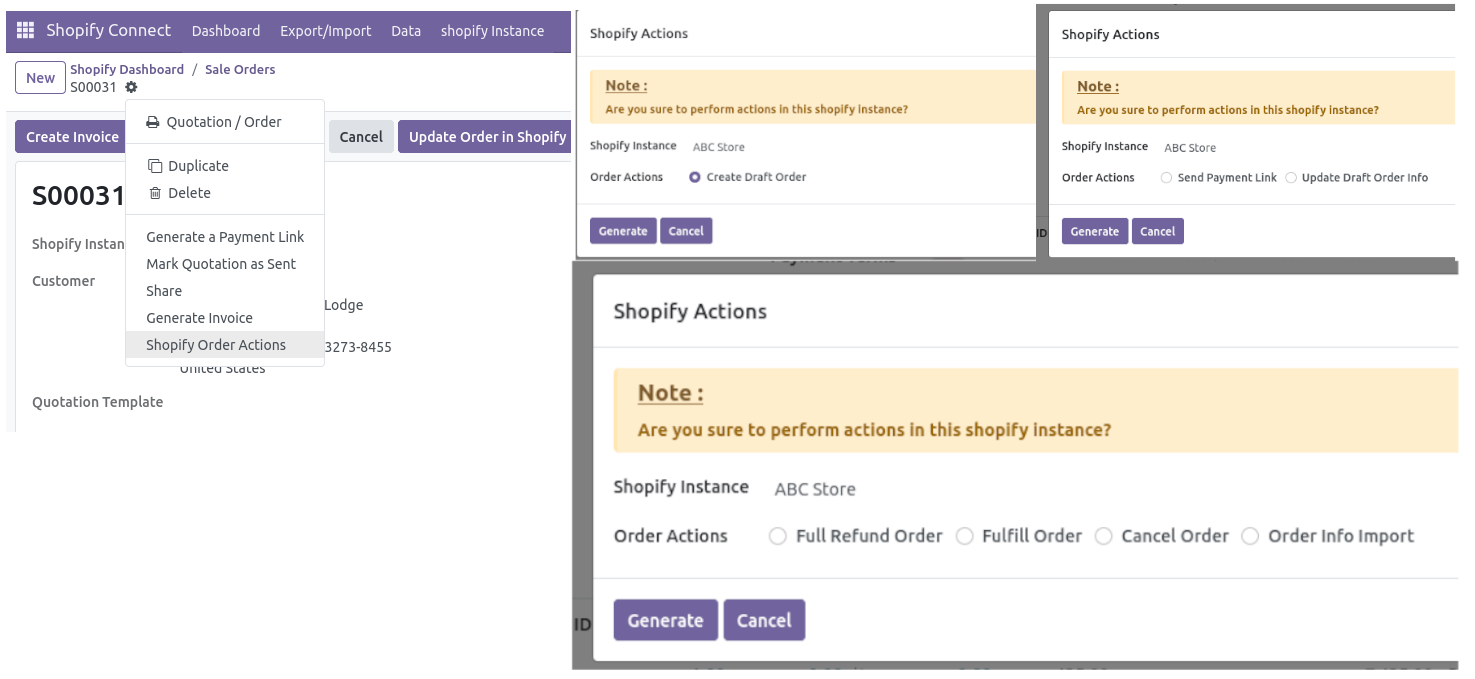 Shopify Connect Dashboard Export/Import Data shopify Instance
New
Shopify Dashboard / Sale Orders
S00031
Create Invoice
Cancel
Update Order in Shopify
Quotation / Order
Duplicate
Delete
Generate a Payment Link
Mark Quotation as Sent
Share
Generate Invoice
Shopify Order Actions
S00031
Shopify Instan
Customer
Lodge
3273-8455
United States
Quotation Template
Shopify Actions
Note :
Are you sure to perform actions in this shopify instance?
Shopify Instance ABC Store
Order Actions Create Draft Order
Generate Cancel
Shopify Actions
Note :
Are you sure to perform actions in this shopify instance?
Shopify Instance ABC Store
Order Actions Send Payment Link Update Draft Order Info
ID
Generate Cancel
Shopify Actions
Note :
Are you sure to perform actions in this shopify instance?
Shopify Instance ABC Store
Order Actions Full Refund Order Fulfill Order Cancel Order Order Info Import
ID
Generate Cancel